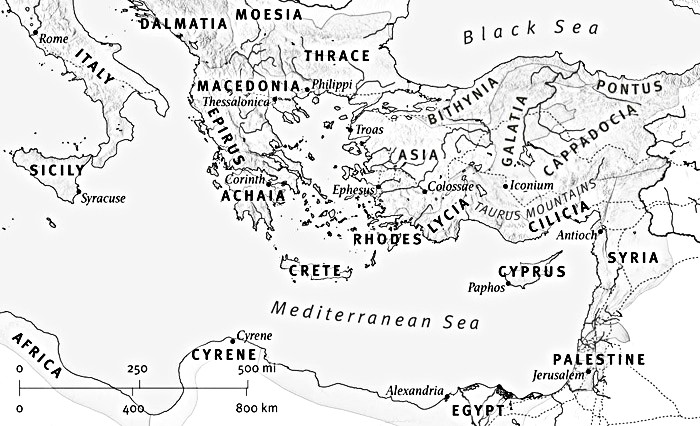 MOESIA
DALMATIA
Black Sea
Rome
THRACE
ITALY
MACEDONIA
Philippi
PONTUS
Thessalonica
BITHYNIA
GALATIA
CAPPADOCIA
EPIRUS
Troas
ASIA
SICILY
Corinth
Ephesus
Colossae
Iconium
Syracuse
ACHAIA
LYCIA
TAURUS MOUNTAINS
CILICIA
RHODES
Antioch
SYRIA
CRETE
CYPRUS
Paphos
Mediterranean Sea
Cyrene
AFRICA
CYRENE
PALESTINE
0 250 500 mi
Jerusalem
Alexandria
0 400 800 km
EGYPT